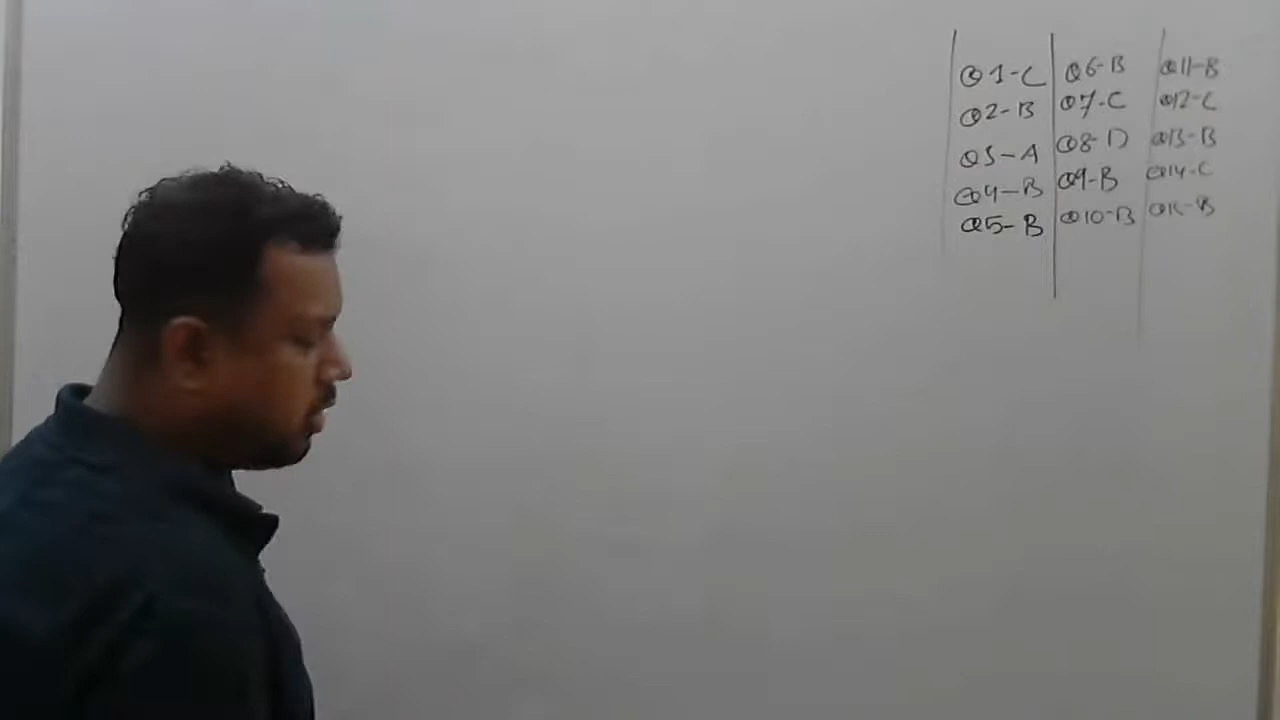 Q1-C
Q2-B
Q3-A
Q4-B
Q5-B
Q6-B
Q7-C
Q8-D
Q9-B
Q10-B
Q11-B
Q12-C
Q13-B
Q14-C